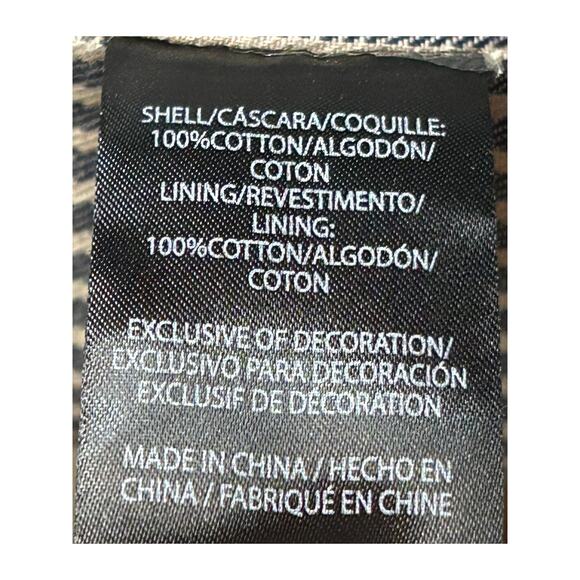 SHELL/CÁSCARA/COQUILLE:
100%COTTON/ALGODÓN/
COTON
LINING/REVESTIMENTO/
LINING:
100%COTTON/ALGODÓN/
COTON
EXCLUSIVE OF DECORATION/
EXCLUSIVO PARA DECORACIÓN
EXCLUSIF DE DÉCORATION
MADE IN CHINA / HECHO EN
CHINA / FABRIQUÉ EN CHINE